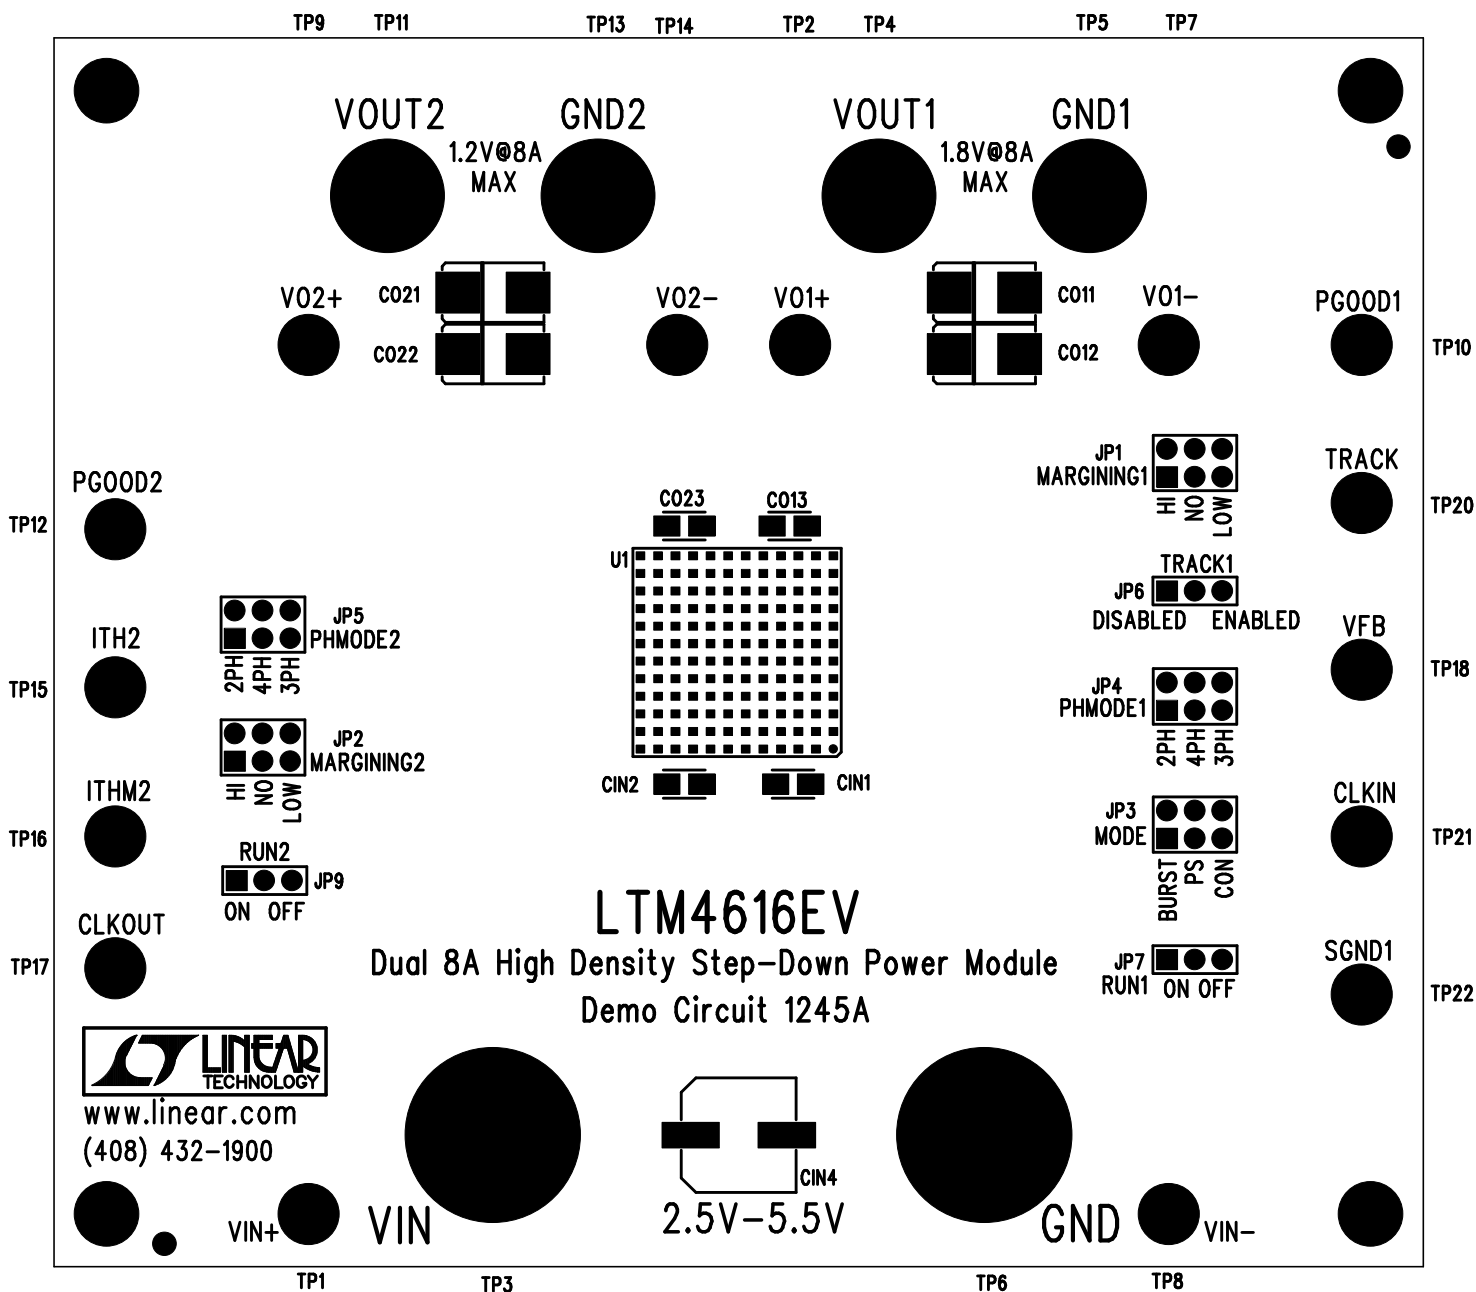 TP9 TP11 TP13 TP14 TP2 TP4 TP5 TP7
VOUT2 GND2 VOUT1 GND1
1.2V@8A
MAX
1.8V@8A
MAX
VO2+ CO21 VO2- VO1+ CO11 VO1- PGOOD1
CO22 CO12 TP10
JP1
MARGINING1
HI NO LOW
TRACK
TP20
PGOOD2
TP12
CO23 CO13
U1
TRACK1
JP6
DISABLED ENABLED
JP5
PHMODE2
2PH 4PH 3PH
ITH2
TP15
VFB
TP18
JP4
PHMODE1
2PH 4PH 3PH
JP2
MARGINING2
HI NO LOW
CIN2 CIN1
ITHM2
TP16
JP3
MODE
BURST PS CON
CLKIN
TP21
RUN2
JP9
ON OFF
CLKOUT
TP17
LTM4616EV
Dual 8A High Density Step-Down Power Module
Demo Circuit 1245A
JP7
RUN1 ON OFF
SGND1
TP22
LT LINEAR
TECHNOLOGY
www.linear.com
(408) 432-1900
CIN4
2.5V-5.5V
VIN+ VIN GND VIN-
TP1 TP3 TP6 TP8